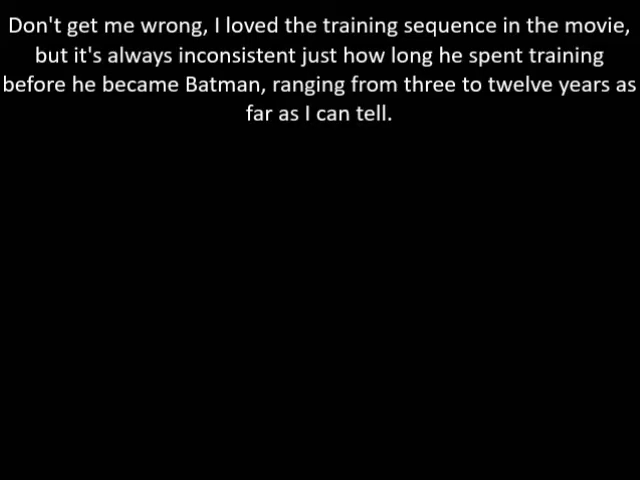 Don't get me wrong, I loved the training sequence in the movie,
but it's always inconsistent just how long he spent training
before he became Batman, ranging from three to twelve years as
far as I can tell.